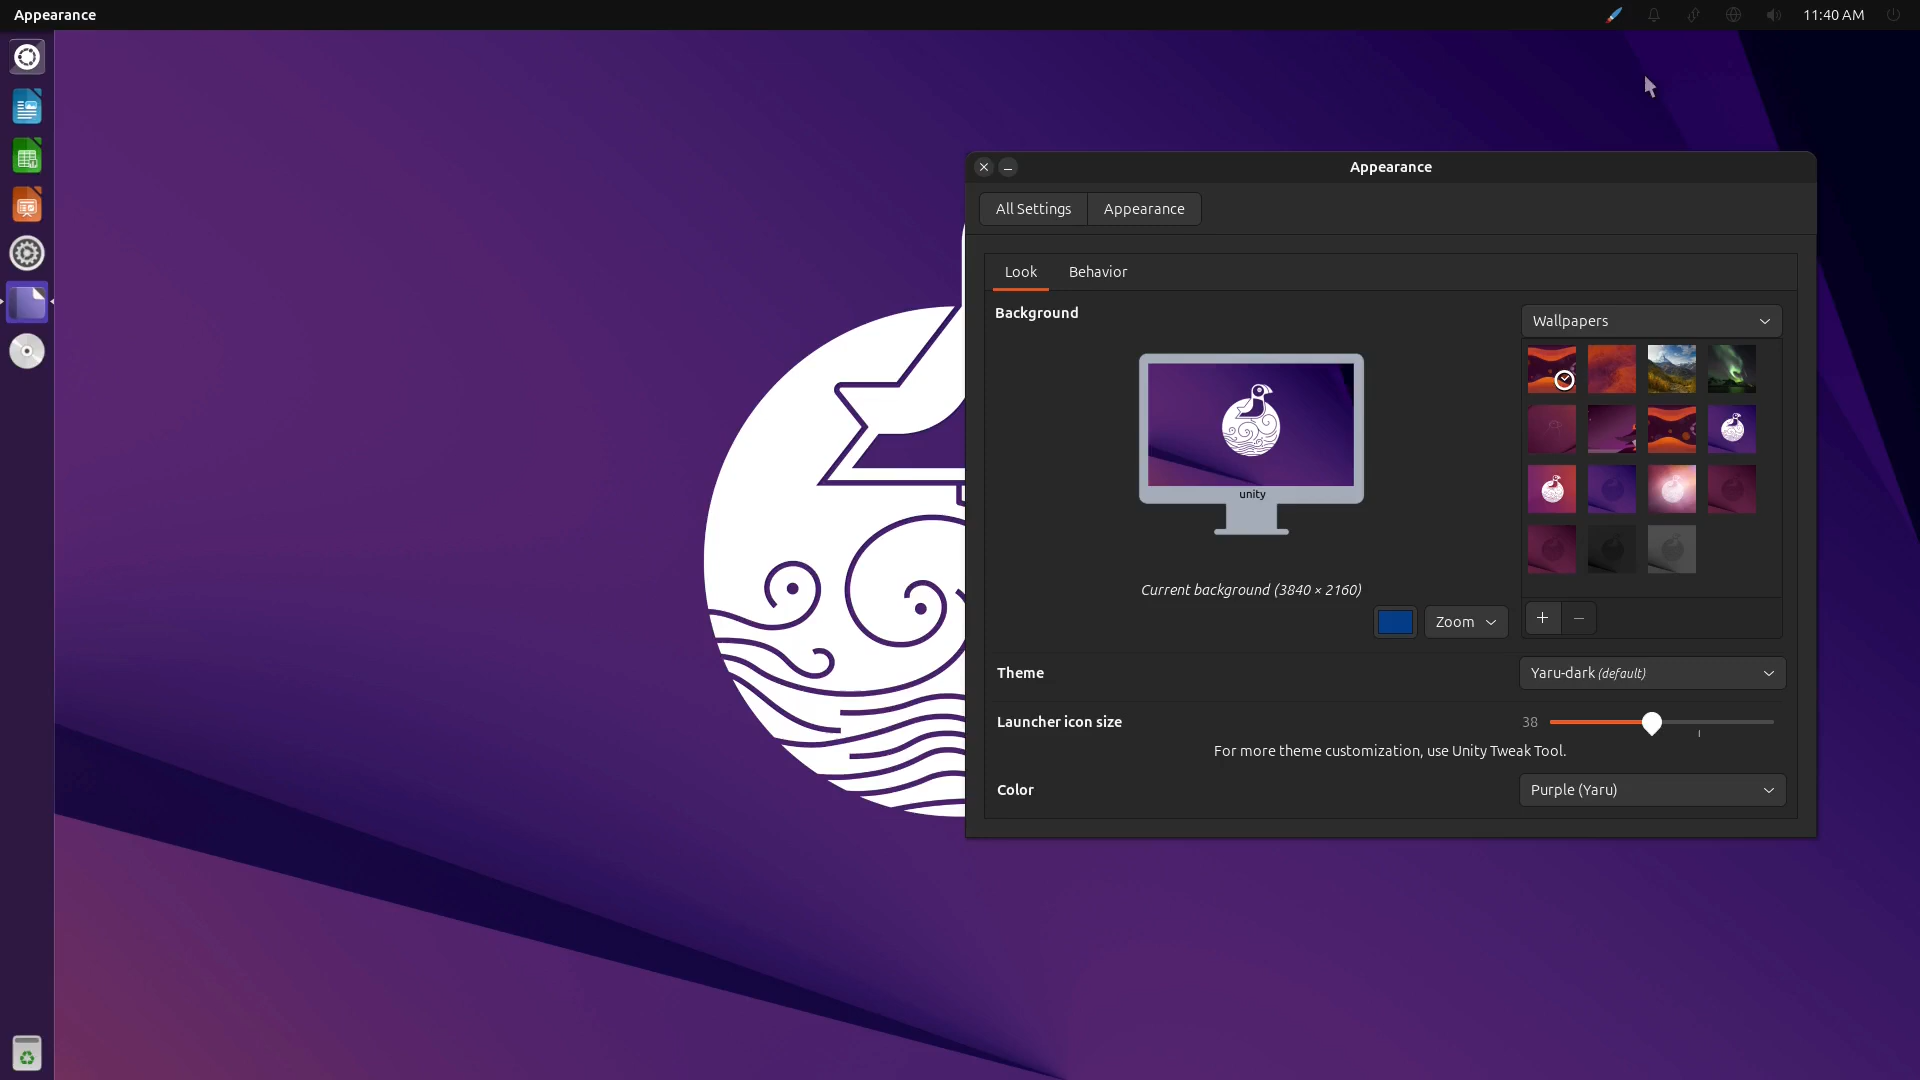 Appearance
11:40 AM
Appearance
All Settings
Appearance
Look
Behavior
Background
Wallpapers
unity
Current background (3840 × 2160)
Zoom
Theme
Yaru-dark (default)
Launcher icon size
38
For more theme customization, use Unity Tweak Tool.
Color
Purple (Yaru)